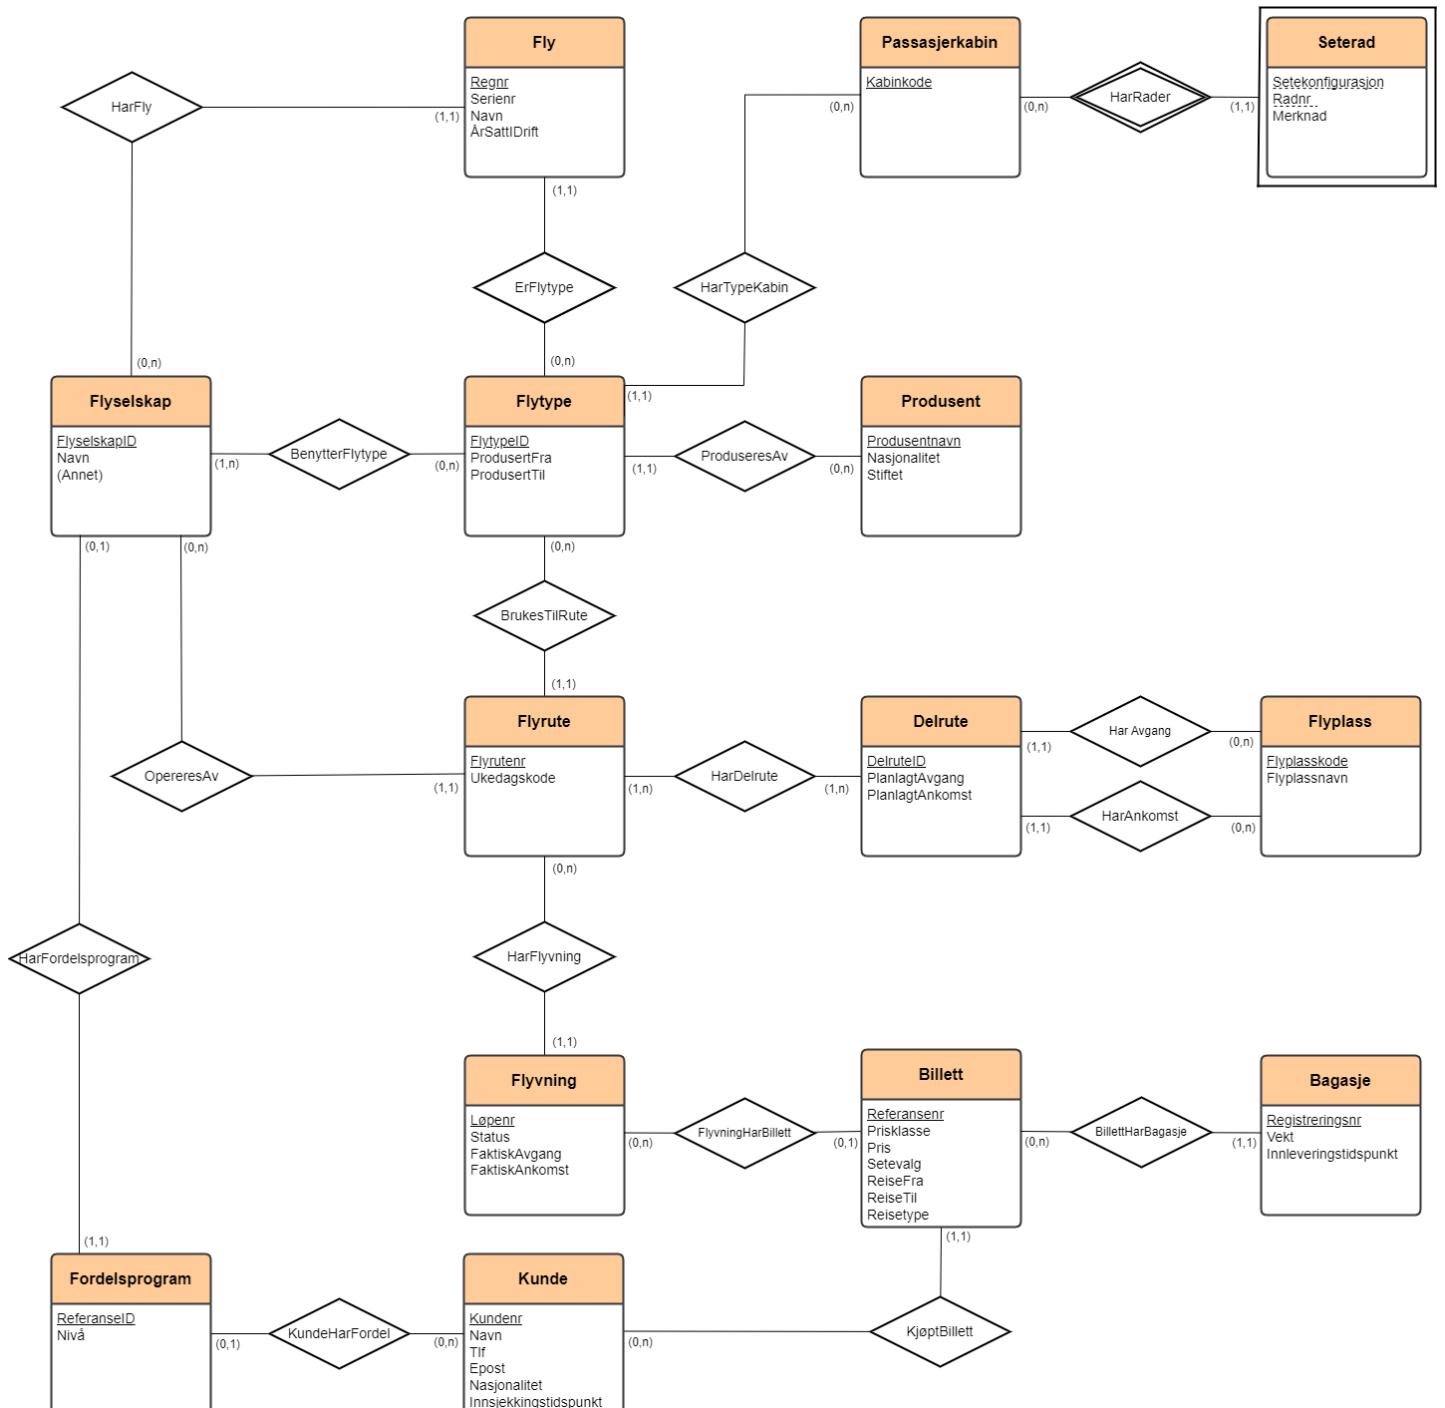 Fly
Regnr
Serienr
Navn
ÅrSattIDrift
Passasjerkabin
Kabinkode
Seterad
Setekonfigurasjon
Radnr
Merknad
HarFly
(1,1)
(0,n)
(0,n)
HarRader
(1,1)
(1,1)
ErFlytype
HarTypeKabin
(0,n)
(0,n)
(1,1)
Flyselskap
FlyselskapID
Navn
(Annet)
(1,n)
BenytterFlytype
(0,n)
Flytype
FlytypeID
ProdusertFra
ProdusertTil
(1,1)
ProduseresAv
(0,n)
Produsent
Produsentnavn
Nasjonalitet
Stiftet
(0,1)
(0,n)
(0,n)
BrukesTilRute
(1,1)
OpereresAv
(1,1)
Flyrute
Flyrutenr
Ukedagskode
(1,n)
HarDelrute
(1,n)
Delrute
DelruteID
PlanlagtAvgang
PlanlagtAnkomst
(1,1)
Har Avgang
(0,n)
(1,1)
HarAnkomst
(0,n)
Flyplass
Flyplasskode
Flyplassnavn
(0,n)
HarFordelsprogram
HarFlyvning
(1,1)
Flyvning
Løpenr
Status
FaktiskAvgang
FaktiskAnkomst
(0,n)
FlyvningHarBillett
(0,1)
Billett
Referansenr
Prisklasse
Pris
Setevalg
ReiseFra
ReiseTil
Reisetype
(0,n)
BillettHarBagasje
(1,1)
Bagasje
Registreringsnr
Vekt
Innleveringstidspunkt
(1,1)
(1,1)
Fordelsprogram
ReferanseID
Nivå
(0,1)
KundeHarFordel
(0,n)
Kunde
Kundenr
Navn
Tlf
Epost
Nasjonalitet
Innsjekkingstidspunkt
(0,n)
KjøptBillett